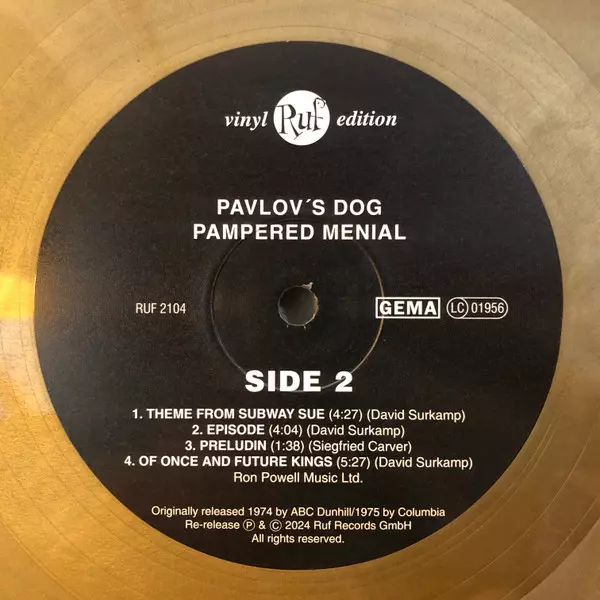 vinyl Ruf edition
PAVLOV´S DOG
PAMPERED MENIAL
RUF 2104
GEMA LC 01956
SIDE 2
1. THEME FROM SUBWAY SUE (4:27) (David Surkamp)
2. EPISODE (4:04) (David Surkamp)
3. PRELUDIN (1:38) (Siegfried Carver)
4. OF ONCE AND FUTURE KINGS (5:27) (David Surkamp)
Ron Powell Music Ltd.
Originally released 1974 by ABC Dunhill/1975 by Columbia
Re-release Ⓟ & © 2024 Ruf Records GmbH
All rights reserved.